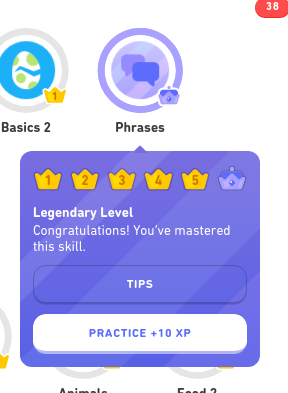 38
1
Basics 2
Phrases
1 2 3 4 5
Legendary Level
Congratulations! You've mastered
this skill.
TIPS
PRACTICE +10 XP
Animals
Food 2